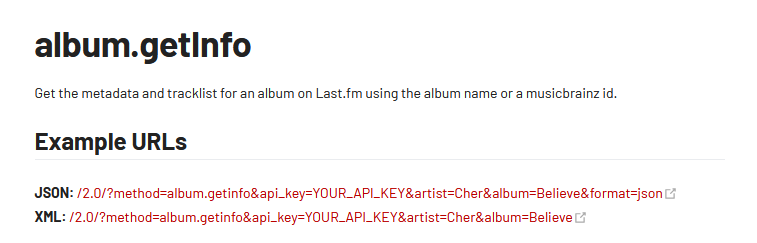 album.getInfo
Get the metadata and tracklist for an album on Last.fm using the album name or a musicbrainz id.
Example URLs
JSON: /2.0/?method=album.getinfo&api_key=YOUR_API_KEY&artist=Cher&album=Believe&format=json
XML: /2.0/?method=album.getinfo&api_key=YOUR_API_KEY&artist=Cher&album=Believe